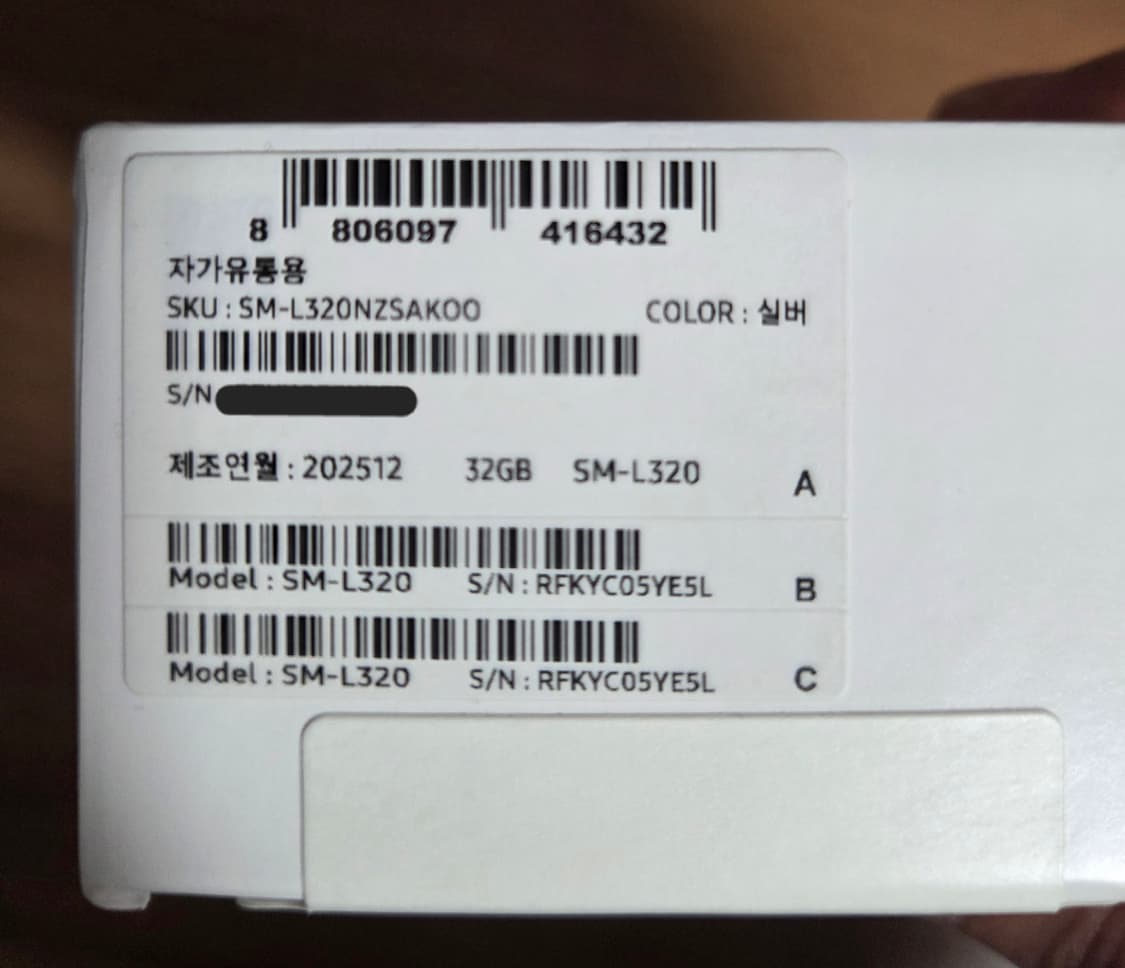 8 806097 416432
자가유통용
SKU : SM-L320NZSAKOO COLOR : 실버
S/N
제조연월 : 202512 32GB SM-L320 A
Model : SM-L320 S/N : RFKYC05YE5L B
Model : SM-L320 S/N : RFKYC05YE5L C